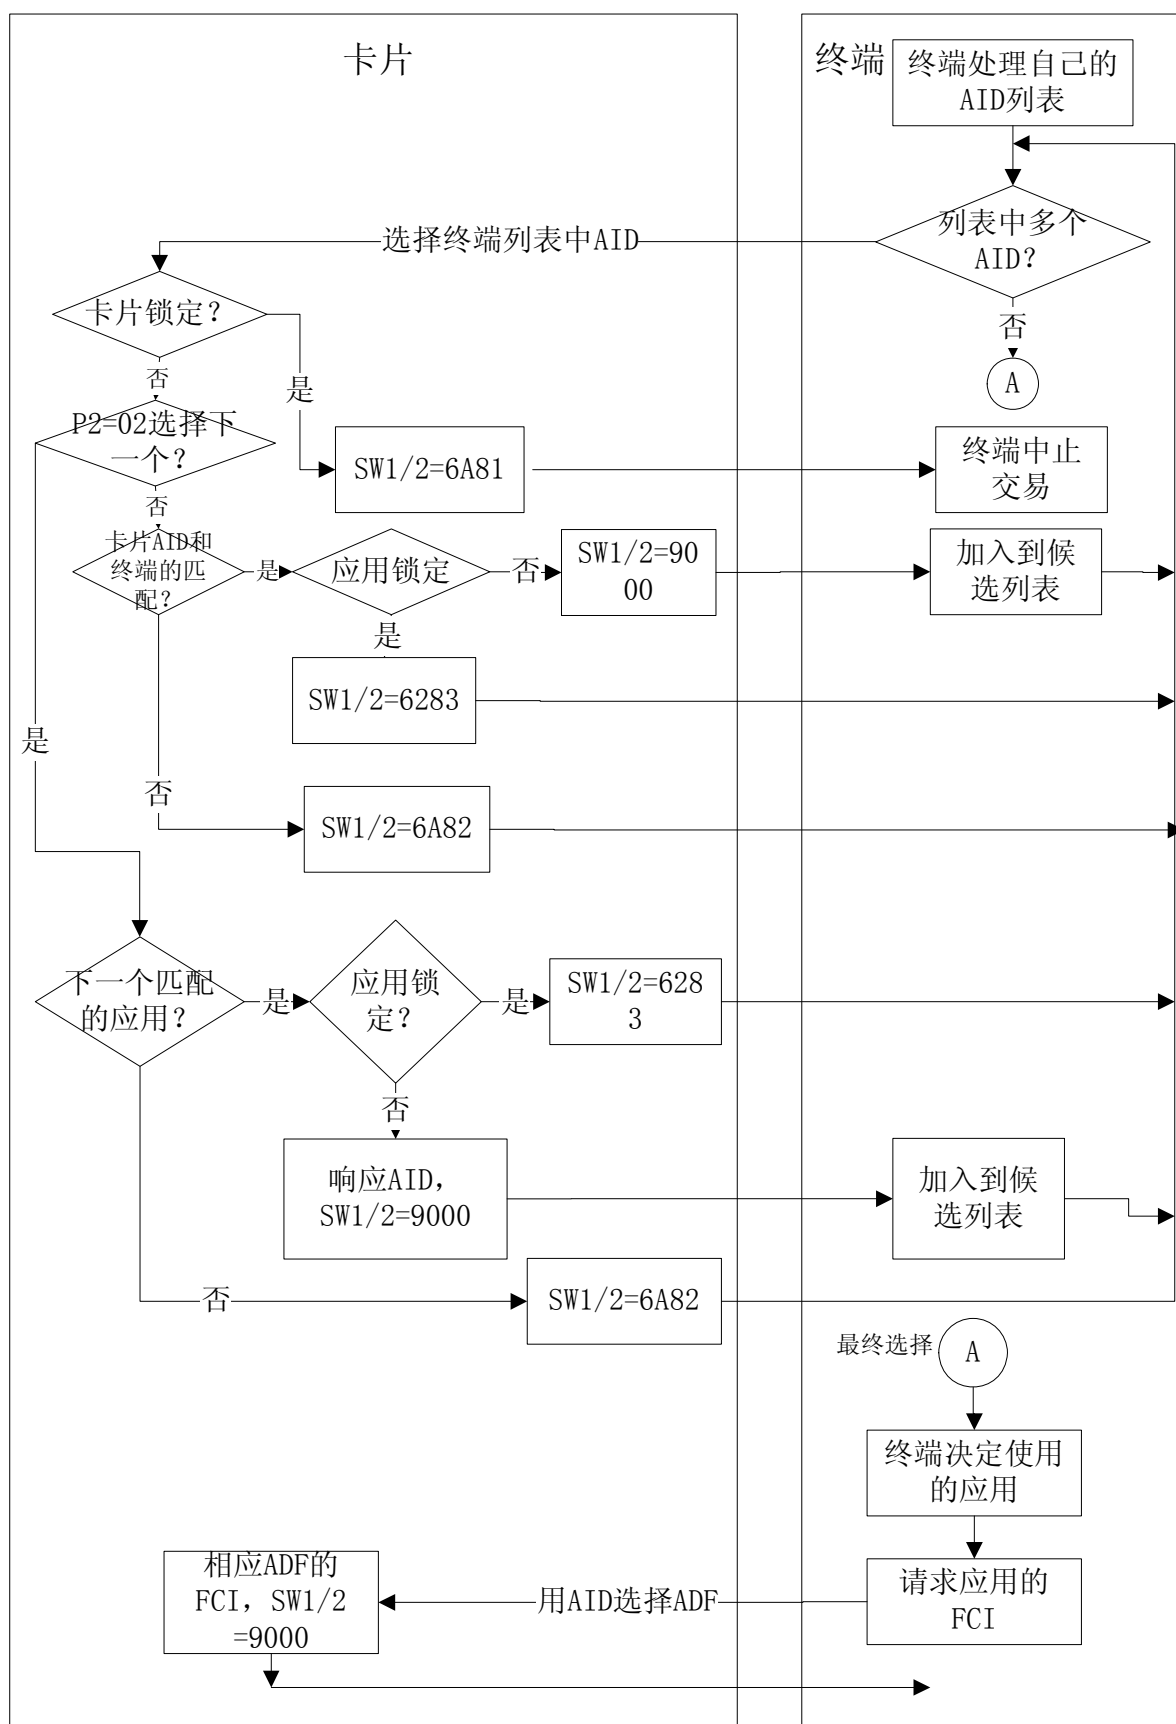 卡片
终端
终端处理自己的
AID列表
列表中多个
AID?
选择终端列表中AID
否
A
卡片锁定?
否
是
P2=02选择下
一个?
SW1/2=6A81
终端中止
交易
否
卡片AID和
终端的匹
配?
是
应用锁定
否
SW1/2=90
00
加入到候
选列表
是
SW1/2=6283
是
否
SW1/2=6A82
下一个匹配
的应用?
是
应用锁
定?
是
SW1/2=628
3
否
响应AID,
SW1/2=9000
加入到候
选列表
否
SW1/2=6A82
最终选择
A
终端决定使用
的应用
相应ADF的
FCI, SW1/2
=9000
用AID选择ADF
请求应用的
FCI